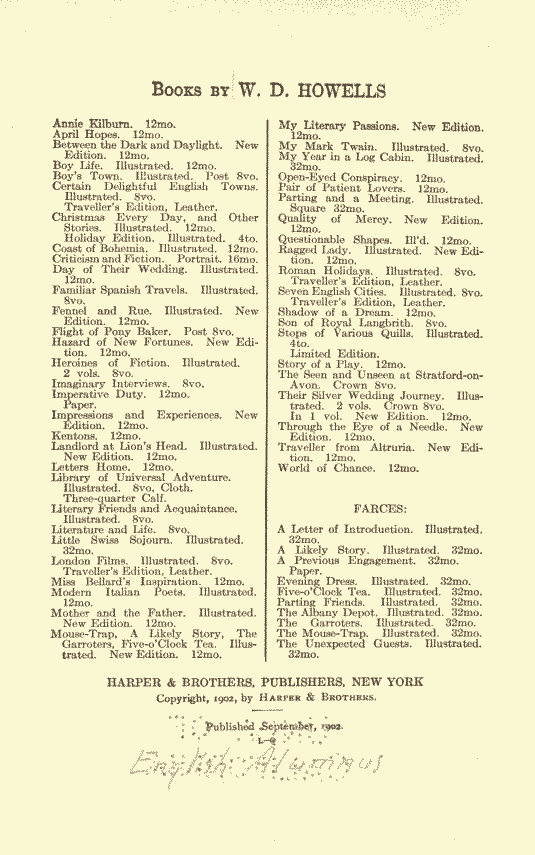 BOOKS BY W. D. HOWELLS
Annie Kilburn. 12mo.
April Hopes. 12mo.
Between the Dark and Daylight. New
Edition. 12mo.
Boy Life. Illustrated. 12mo.
Boy's Town. Illustrated. Post 8vo.
Certain Delightful English Towns.
Illustrated. 8vo.
Traveller's Edition, Leather.
Christmas Every Day, and Other
Stories. Illustrated. 12mo.
Holiday Edition. Illustrated. 4to.
Coast of Bohemia. Illustrated. 12mo.
Criticism and Fiction. Portrait. 16mo.
Day of Their Wedding. Illustrated.
12mo.
Familiar Spanish Travels. Illustrated.
8vo.
Fennel and Rue. Illustrated. New
Edition. 12mo.
Flight of Pony Baker. Post 8vo.
Hazard of New Fortunes. New Edi-
tion. 12mo.
Heroines of Fiction. Illustrated.
2 vols. 8vo.
Imaginary Interviews. 8vo.
Imperative Duty. 12mo.
Paper.
Impressions and Experiences. New
Edition. 12mo.
Kentons. 12mo.
Landlord at Lion's Head. Illustrated.
New Edition. 12mo.
Letters Home. 12mo.
Library of Universal Adventure.
Illustrated. 8vo, Cloth.
Three-quarter Calf.
Literary Friends and Acquaintance.
Illustrated. 8vo.
Literature and Life. 8vo.
Little Swiss Sojourn. Illustrated.
32mo.
London Films. Illustrated. 8vo.
Traveller's Edition, Leather.
Miss Bellard's Inspiration. 12mo.
Modern Italian Poets. Illustrated.
12mo.
Mother and the Father. Illustrated.
New Edition. 12mo.
Mouse-Trap, A Likely Story, The
Garroters, Five-o'Clock Tea. Illus-
trated. New Edition. 12mo.
My Literary Passions. New Edition.
12mo.
My Mark Twain. Illustrated. 8vo.
My Year in a Log Cabin. Illustrated.
32mo.
Open-Eyed Conspiracy. 12mo.
Pair of Patient Lovers. 12mo.
Parting and a Meeting. Illustrated.
Square 32mo.
Quality of Mercy. New Edition.
12mo.
Questionable Shapes. Ill'd. 12mo.
Ragged Lady. Illustrated. New Edi-
tion. 12mo.
Roman Holidays. Illustrated. 8vo.
Traveller's Edition, Leather.
Seven English Cities. Illustrated. 8vo.
Traveller's Edition, Leather.
Shadow of a Dream. 12mo.
Son of Royal Langbrith. 8vo.
Stops of Various Quills. Illustrated.
4to.
Limited Edition.
Story of a Play. 12mo.
The Seen and Unseen at Stratford-on-
Avon. Crown 8vo.
Their Silver Wedding Journey. Illus-
trated. 2 vols. Crown 8vo.
In 1 vol. New Edition. 12mo.
Through the Eye of a Needle. New
Edition. 12mo.
Traveller from Altruria. New Edi-
tion. 12mo.
World of Chance. 12mo.
FARCES:
A Letter of Introduction. Illustrated.
32mo.
A Likely Story. Illustrated. 32mo.
A Previous Engagement. 32mo.
Paper.
Evening Dress. Illustrated. 32mo.
Five-o'Clock Tea. Illustrated. 32mo.
Parting Friends. Illustrated. 32mo.
The Albany Depot. Illustrated. 32mo.
The Garroters. Illustrated. 32mo.
The Mouse-Trap. Illustrated. 32mo.
The Unexpected Guests. Illustrated.
32mo.
HARPER & BROTHERS, PUBLISHERS, NEW YORK
Copyright, 1902, by HARPER & BROTHERS.
Published September, 1902.
English Alumnus